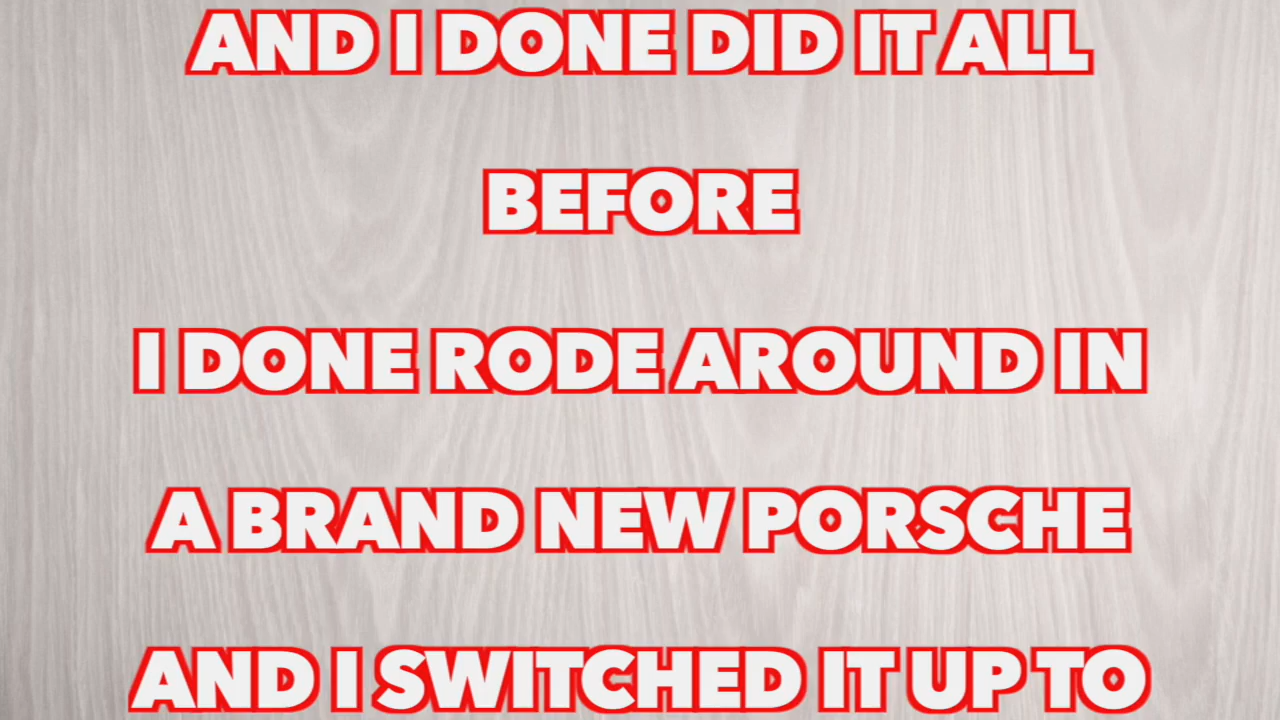 AND I DONE DID IT ALL
BEFORE
I DONE RODE AROUND IN
A BRAND NEW PORSCHE
AND I SWITCHED IT UP TO